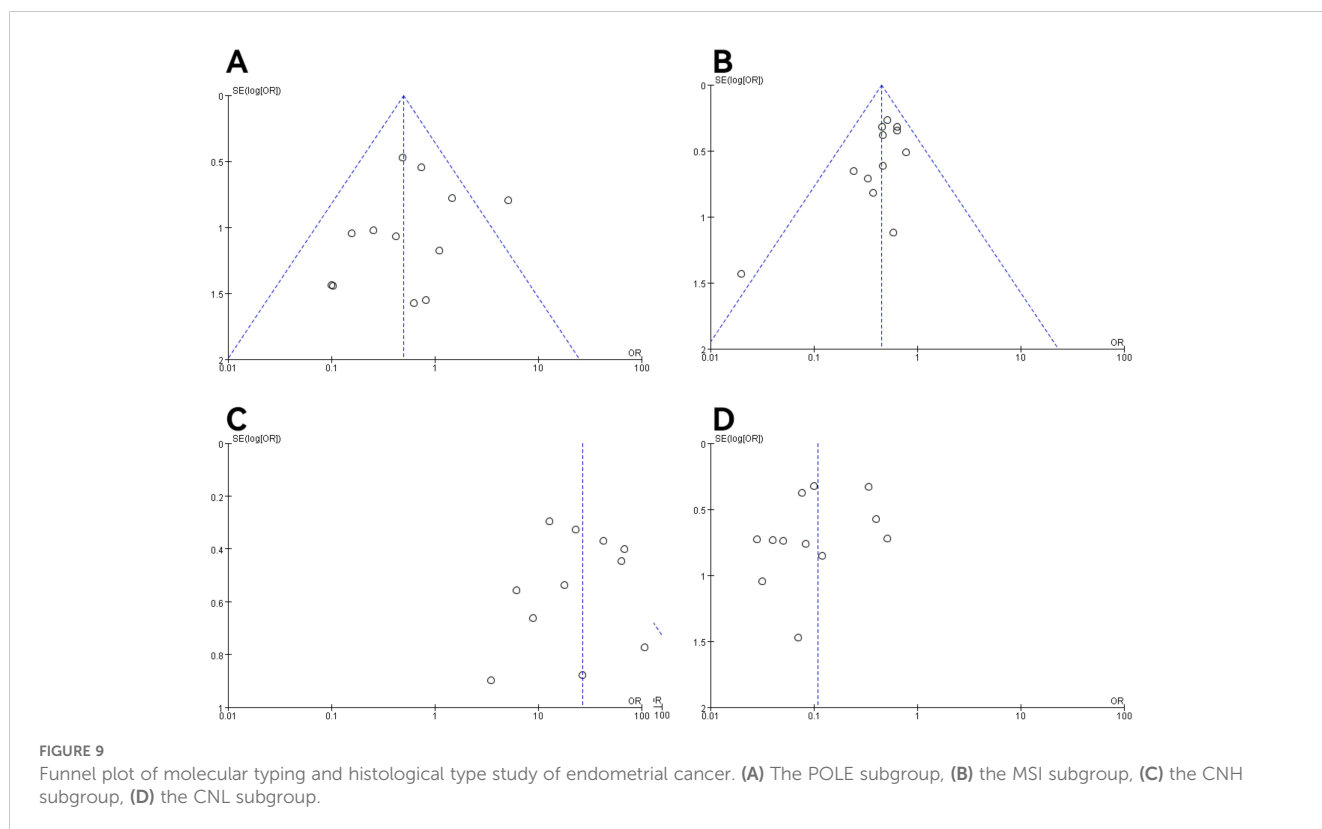 A
SE(log[OR])
0
0.5
1
1.5
2
OR
0.01 0.1 1 10 100
B
SE(log[OR])
0
0.5
1
1.5
2
OR
0.01 0.1 1 10 100
C
SE(log[OR])
0
0.2
0.4
0.6
0.8
1
OR R
0.01 0.1 1 10 100 100
D
SE(log[OR])
0
0.5
1
1.5
2
OR
0.01 0.1 1 10 100
FIGURE 9
Funnel plot of molecular typing and histological type study of endometrial cancer. (A) The POLE subgroup, (B) the MSI subgroup, (C) the CNH
subgroup, (D) the CNL subgroup.